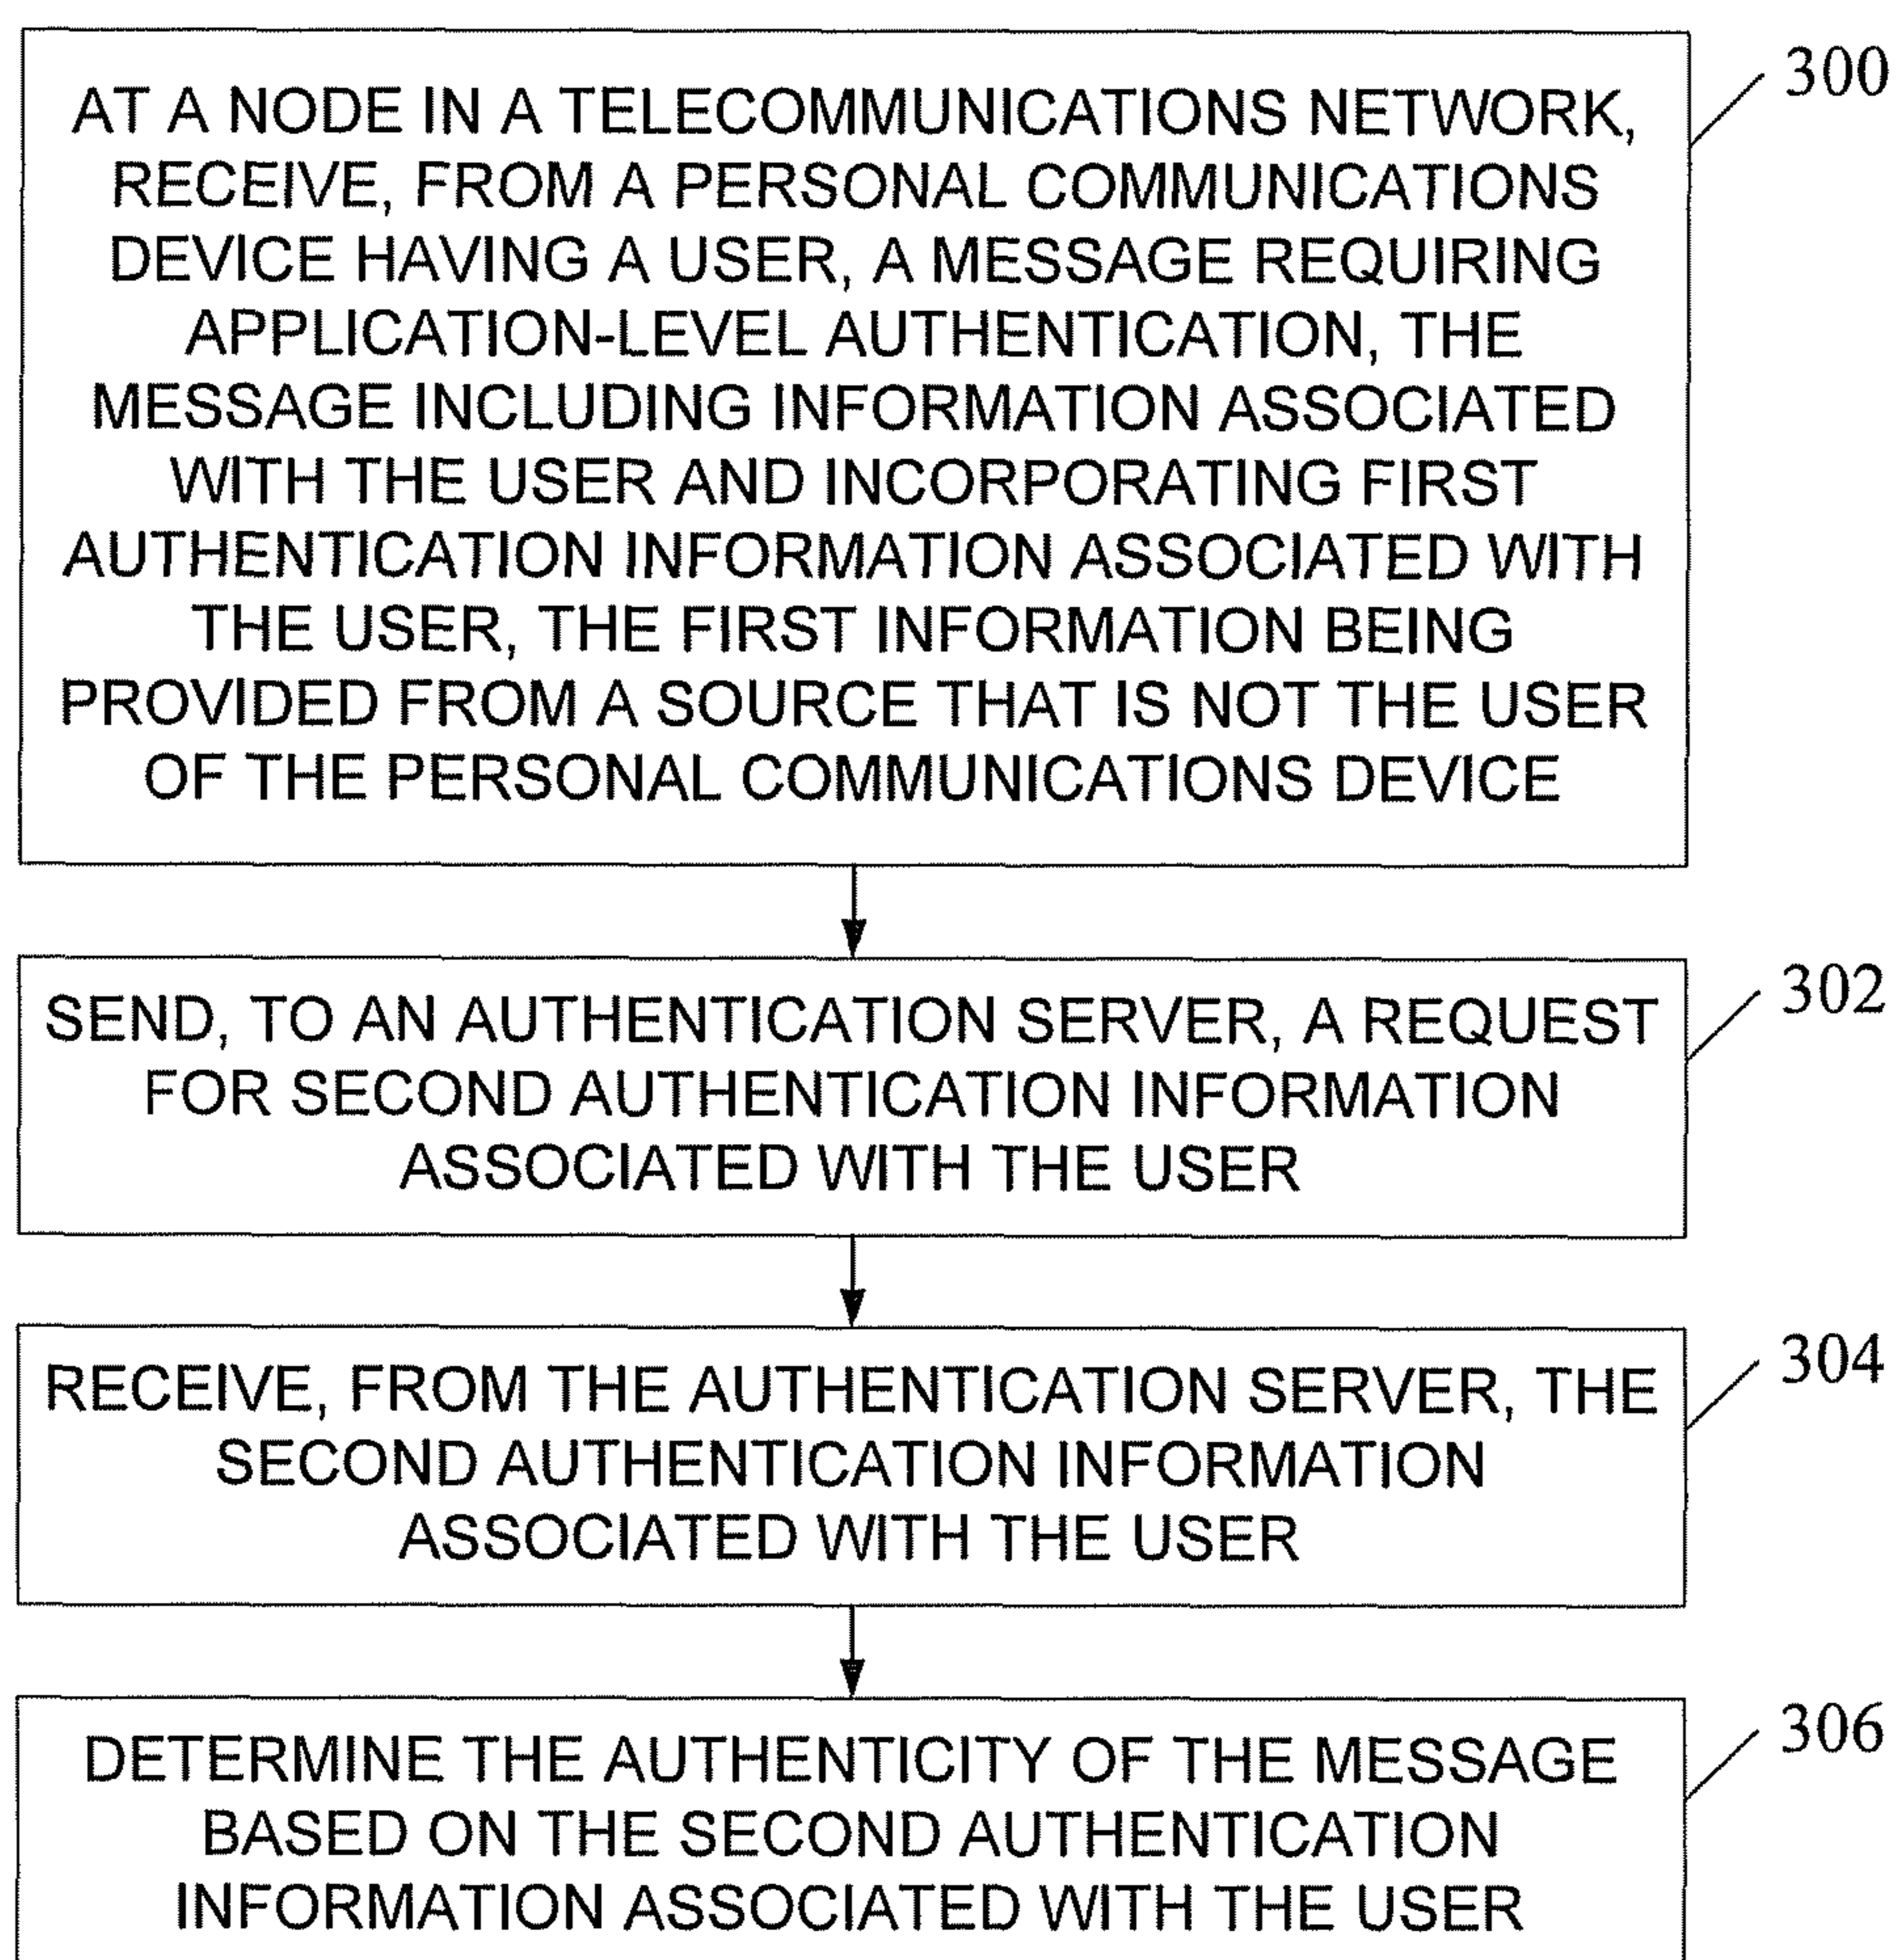 AT A NODE IN A TELECOMMUNICATIONS NETWORK,
RECEIVE, FROM A PERSONAL COMMUNICATIONS
DEVICE HAVING A USER, A MESSAGE REQUIRING
APPLICATION-LEVEL AUTHENTICATION, THE
MESSAGE INCLUDING INFORMATION ASSOCIATED
WITH THE USER AND INCORPORATING FIRST
AUTHENTICATION INFORMATION ASSOCIATED WITH
THE USER, THE FIRST INFORMATION BEING
PROVIDED FROM A SOURCE THAT IS NOT THE USER
OF THE PERSONAL COMMUNICATIONS DEVICE
300
SEND, TO AN AUTHENTICATION SERVER, A REQUEST
FOR SECOND AUTHENTICATION INFORMATION
ASSOCIATED WITH THE USER
302
RECEIVE, FROM THE AUTHENTICATION SERVER, THE
SECOND AUTHENTICATION INFORMATION
ASSOCIATED WITH THE USER
304
DETERMINE THE AUTHENTICITY OF THE MESSAGE
BASED ON THE SECOND AUTHENTICATION
INFORMATION ASSOCIATED WITH THE USER
306